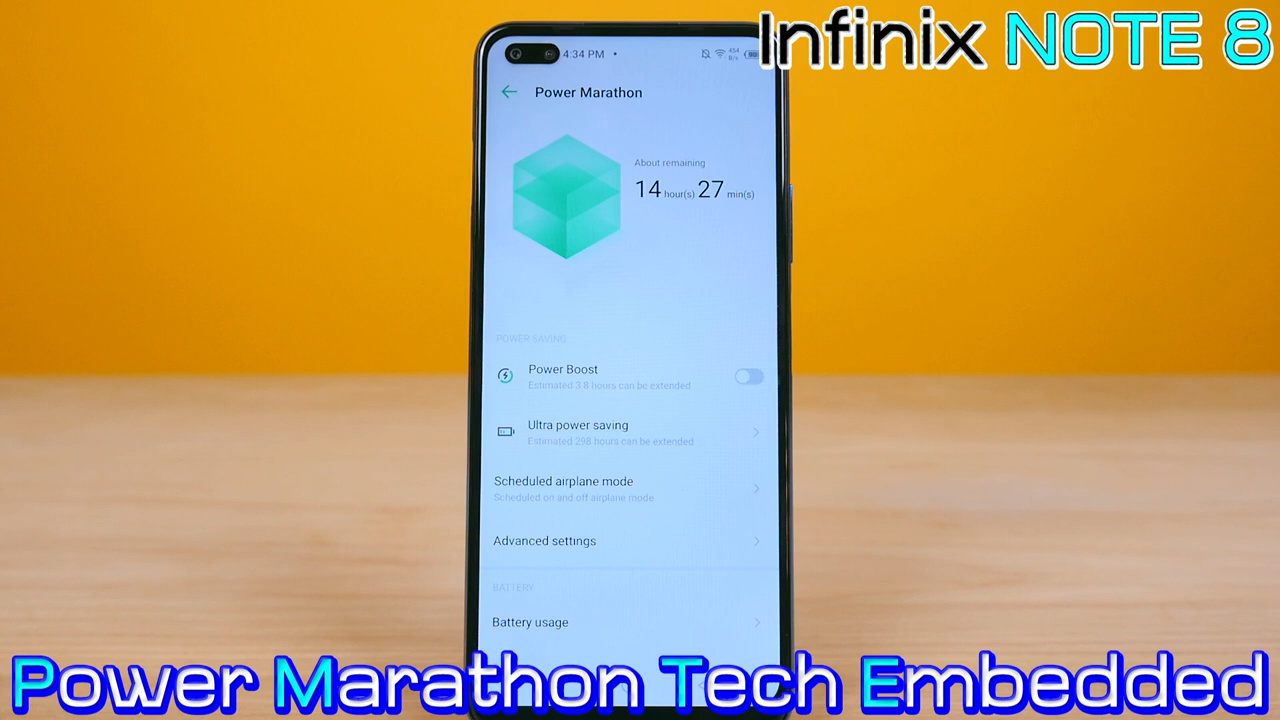 Infinix NOTE 8
4:34 PM
454
B/s
Power Marathon
About remaining
14 hour(s) 27 min(s)
POWER SAVING
Power Boost
Estimated 3.8 hours can be extended
Ultra power saving
Estimated 298 hours can be extended
Scheduled airplane mode
Scheduled on and off airplane mode
Advanced settings
BATTERY
Battery usage
Power Marathon Tech Embedded